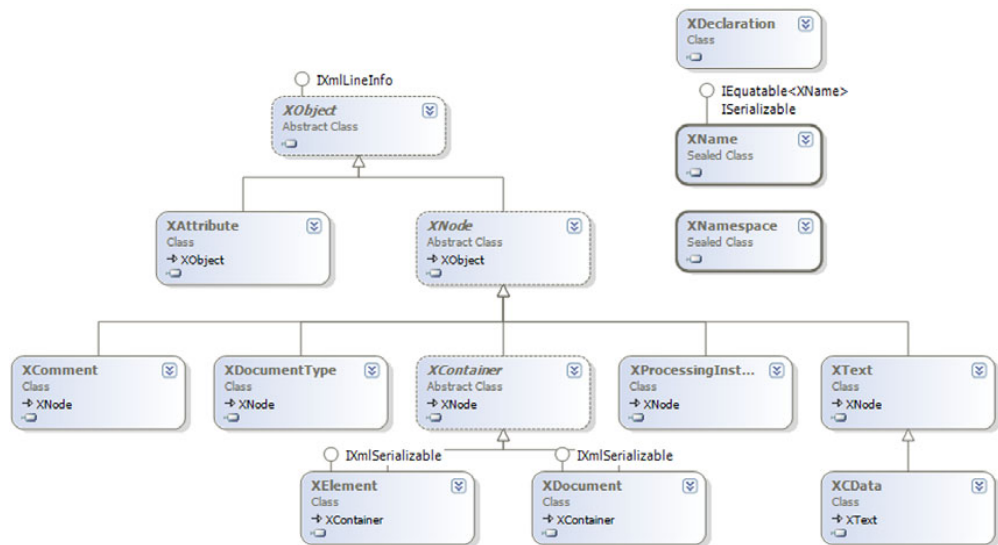 XDeclaration
Class
IXmlLineInfo
IEquatable<XName>
ISerializable
XObject
Abstract Class
XName
Sealed Class
XAttribute
Class
XObject
XNode
Abstract Class
XObject
XNamespace
Sealed Class
XComment
Class
XNode
XDocumentType
Class
XNode
XContainer
Abstract Class
XNode
XProcessingInst...
Class
XNode
XText
Class
XNode
IXmlSerializable
IXmlSerializable
XElement
Class
XContainer
XDocument
Class
XContainer
XCData
Class
XText